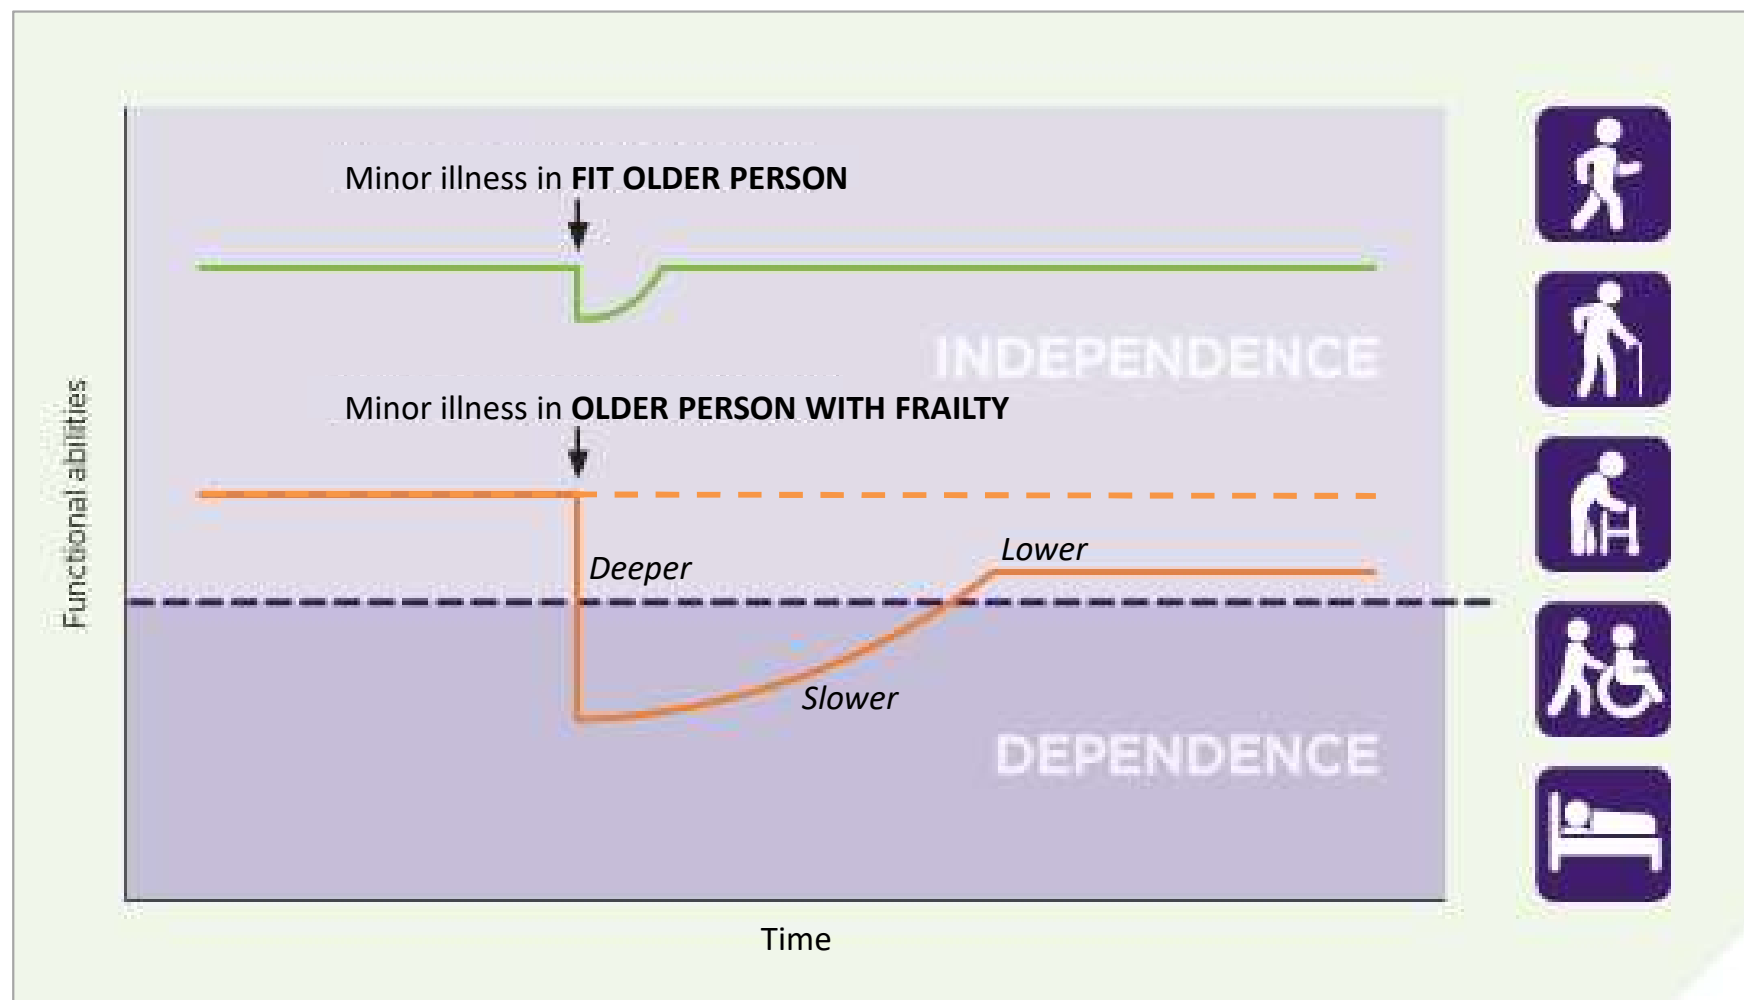 Minor illness in FIT OLDER PERSON
INDEPENDENCE
Minor illness in OLDER PERSON WITH FRAILTY
Functional abilities
Deeper
Lower
Slower
DEPENDENCE
Time